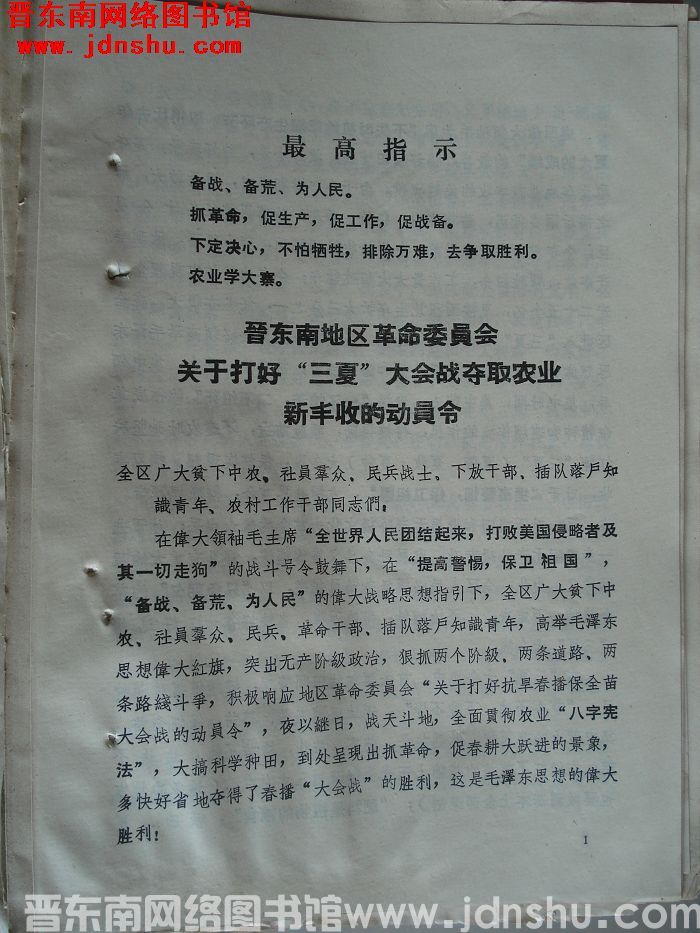 晋东南网络图书馆
www.jdnshu.com
最高指示
备战、备荒、为人民。
抓革命，促生产，促工作，促战备。
下定决心，不怕牺牲，排除万难，去争取胜利。
农业学大寨。
晋东南地区革命委員会
关于打好“三夏”大会战夺取农业
新丰收的动員令
全区广大贫下中农、社員羣众、民兵战士、下放干部、插队落戶知
識青年、农村工作干部同志們：
在偉大領袖毛主席“全世界人民团结起来，打败美国侵略者及
其一切走狗”的战斗号令鼓舞下，在“提高警惕，保卫祖国”，
“备战、备荒、为人民”的偉大战略思想指引下，全区广大贫下中
农、社員羣众、民兵、革命干部、插队落戶知識青年，高举毛澤东
思想偉大紅旗，突出无产阶級政治，狠抓两个阶級、两条道路、两
条路綫斗爭，积极响应地区革命委員会“关于打好抗旱春播保全苗
大会战的动員令”，夜以継日，战天斗地，全面貫彻农业“八字宪
法”，大搞科学种田，到处呈現出抓革命，促春耕大跃进的景象，
多快好省地夺得了春播“大会战”的胜利，这是毛澤东思想的偉大
胜利！
1
晋东南网络图书馆 www.jdnshu.com